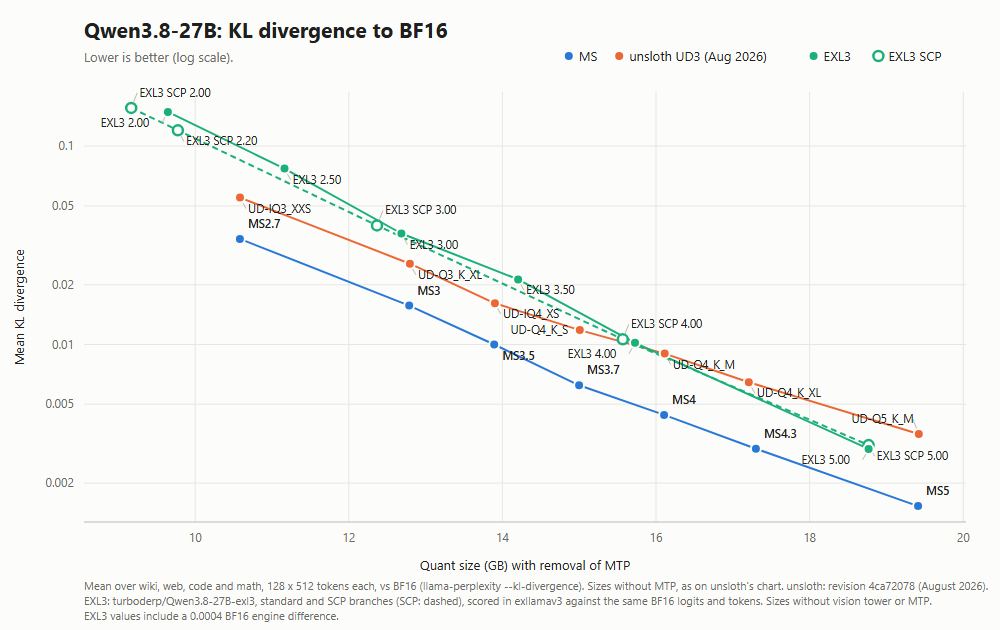 Qwen3.8-27B: KL divergence to BF16
Lower is better (log scale).
MS
unsloth UD3 (Aug 2026)
EXL3
EXL3 SCP
EXL3 SCP 2.00
EXL3 2.00
EXL3 SCP 2.20
EXL3 2.50
UD-IQ3_XXS
MS2.7
EXL3 SCP 3.00
EXL3 3.00
UD-Q3_K_XL
MS3
EXL3 3.50
UD-IQ4_XS
UD-Q4_K_S
MS3.5
EXL3 SCP 4.00
EXL3 4.00
MS3.7
UD-Q4_K_M
MS4
UD-Q4_K_XL
UD-Q5_K_M
MS4.3
EXL3 5.00
EXL3 SCP 5.00
MS5
0.1
0.05
0.02
0.01
0.005
0.002
Mean KL divergence
10
12
14
16
18
20
Quant size (GB) with removal of MTP
Mean over wiki, web, code and math, 128 x 512 tokens each, vs BF16 (llama-perplexity --kl-divergence). Sizes without MTP, as on unsloth's chart. unsloth: revision 4ca72078 (August 2026).
EXL3: turboderp/Qwen3.8-27B-exl3, standard and SCP branches (SCP: dashed), scored in exllamav3 against the same BF16 logits and tokens. Sizes without vision tower or MTP.
EXL3 values include a 0.0004 BF16 engine difference.